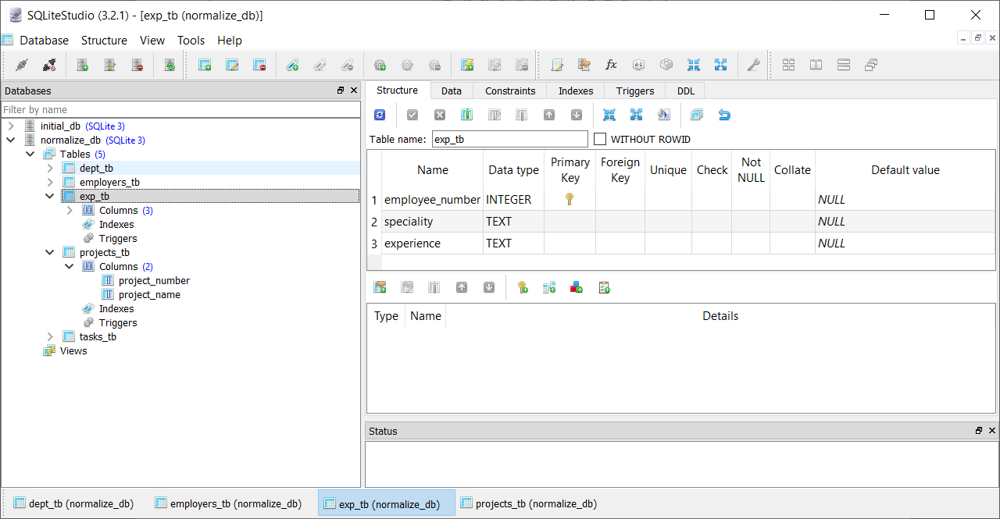 SQLiteStudio (3.2.1) - [exp_tb (normalize_db)]
Database Structure View Tools Help
Databases
Filter by name
initial_db (SQLite 3)
normalize_db (SQLite 3)
Tables (5)
dept_tb
employers_tb
exp_tb
Columns (3)
Indexes
Triggers
projects_tb
Columns (2)
project_number
project_name
Indexes
Triggers
tasks_tb
Views
Structure Data Constraints Indexes Triggers DDL
Table name: exp_tb WITHOUT ROWID
Name Data type Primary Key Foreign Key Unique Check Not NULL Collate Default value
1 employee_number INTEGER NULL
2 speciality TEXT NULL
3 experience TEXT NULL
Type Name Details
Status
dept_tb (normalize_db) employers_tb (normalize_db) exp_tb (normalize_db) projects_tb (normalize_db)